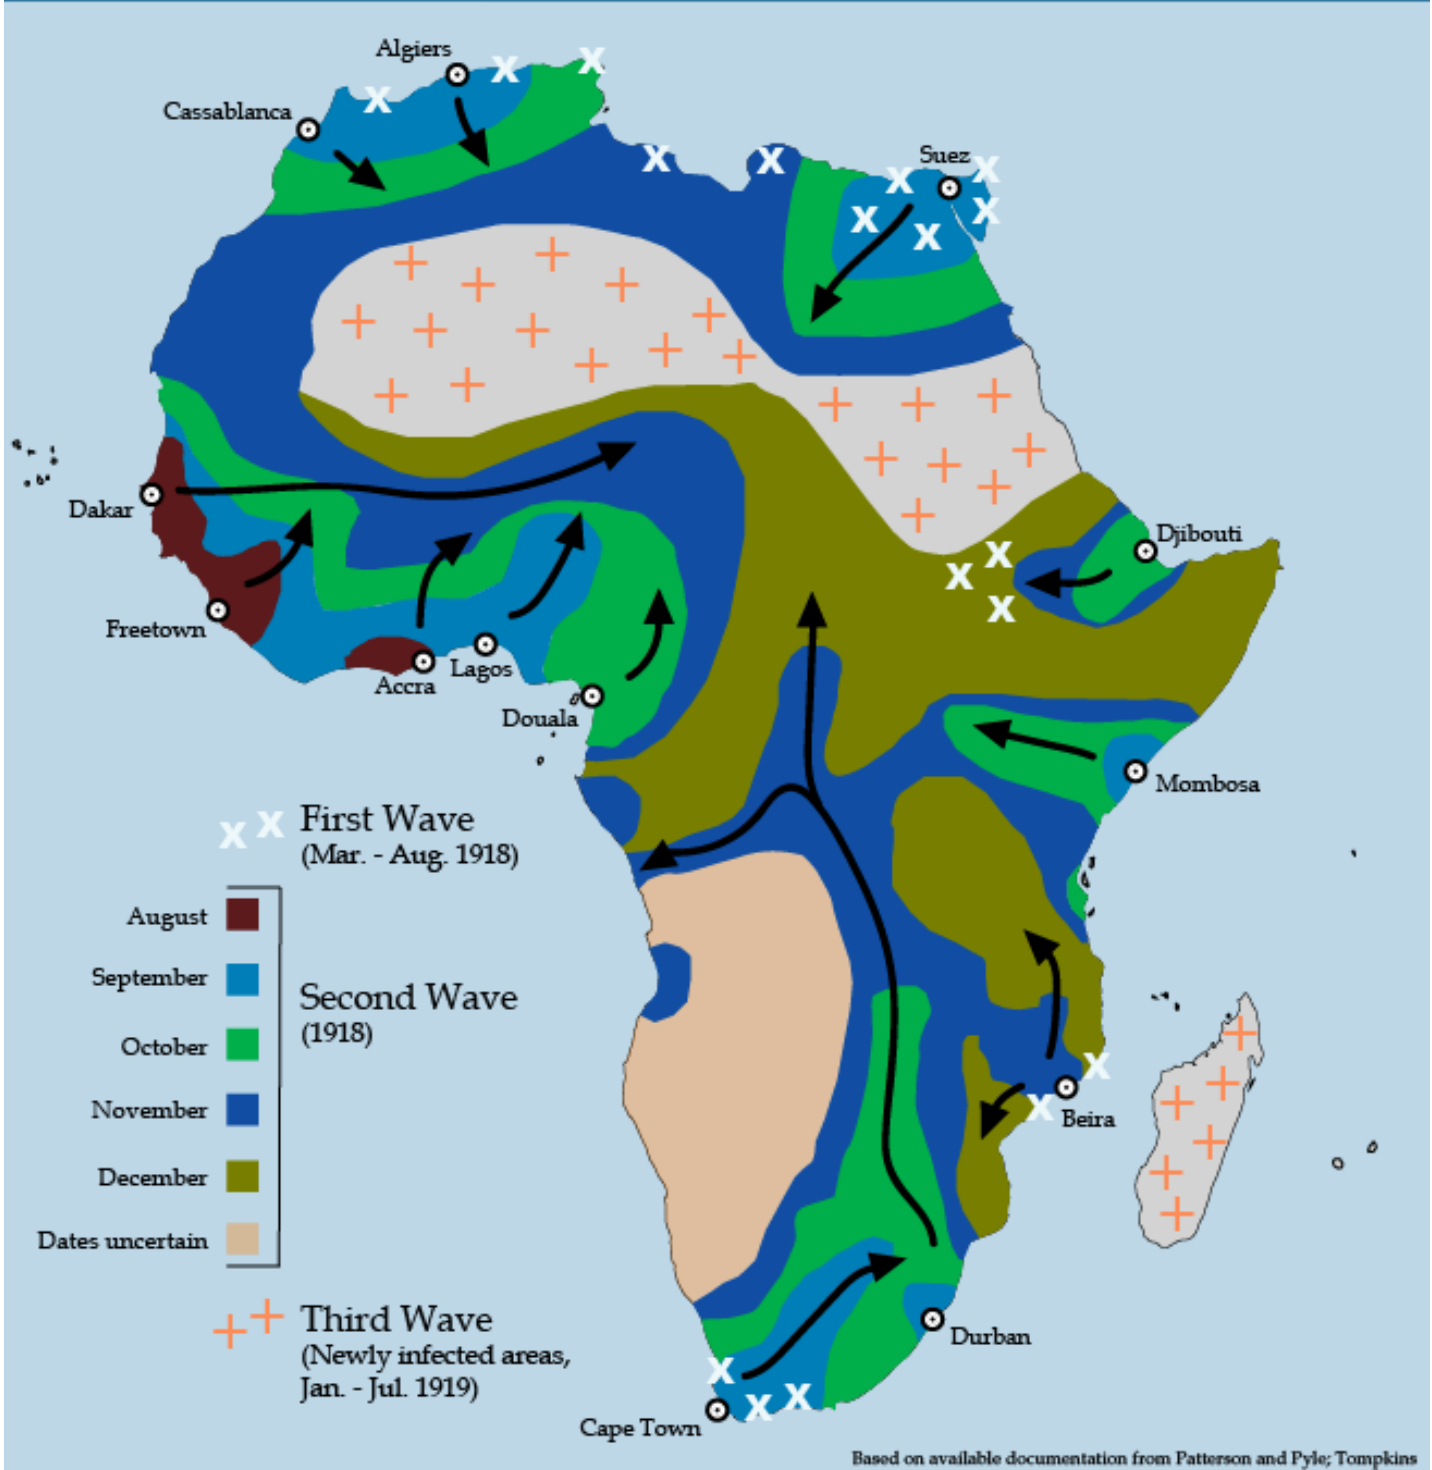 Algiers
Cassablanca
Suez
Dakar
Djibouti
Freetown
Accra
Lagos
Douala
Mombosa
X X First Wave
(Mar. - Aug. 1918)
August
September
Second Wave
(1918)
October
November
December
Dates uncertain
Beira
Third Wave
(Newly infected areas,
Jan. - Jul. 1919)
Durban
Cape Town
Based on available documentation from Patterson and Pyle; Tompkins